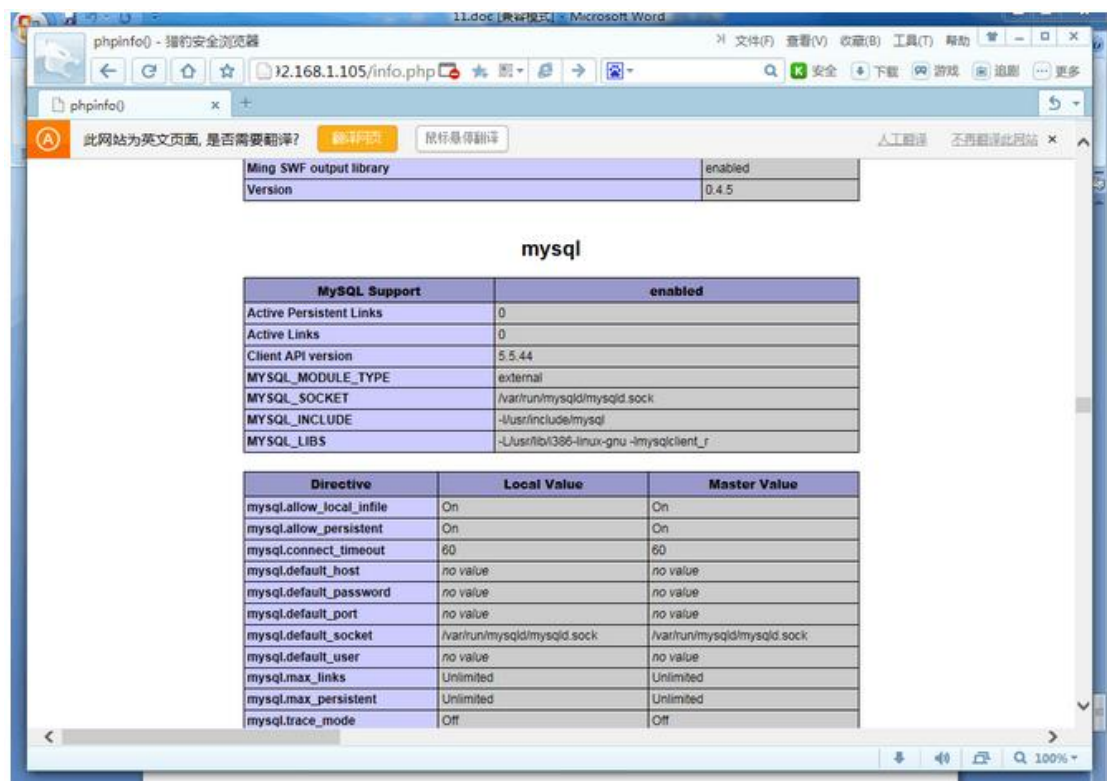 11.doc [兼容模式] - Microsoft Word
phpinfo() - 猎豹安全浏览器
文件(F) 查看(V) 收藏(B) 工具(T) 帮助
92.168.1.105/info.php
安全 下载 游戏 追剧 更多
phpinfo()
此网站为英文页面, 是否需要翻译? 翻译网页 鼠标悬停翻译 人工翻译 不再翻译此网站
Ming SWF output library enabled
Version 0.4.5
mysql
MySQL Support enabled
Active Persistent Links 0
Active Links 0
Client API version 5.5.44
MYSQL_MODULE_TYPE external
MYSQL_SOCKET /var/run/mysqld/mysqld.sock
MYSQL_INCLUDE -I/usr/include/mysql
MYSQL_LIBS -L/usr/lib/i386-linux-gnu -lmysqlclient_r
Directive Local Value Master Value
mysql.allow_local_infile On On
mysql.allow_persistent On On
mysql.connect_timeout 60 60
mysql.default_host no value no value
mysql.default_password no value no value
mysql.default_port no value no value
mysql.default_socket /var/run/mysqld/mysqld.sock /var/run/mysqld/mysqld.sock
mysql.default_user no value no value
mysql.max_links Unlimited Unlimited
mysql.max_persistent Unlimited Unlimited
mysql.trace_mode Off Off
100%